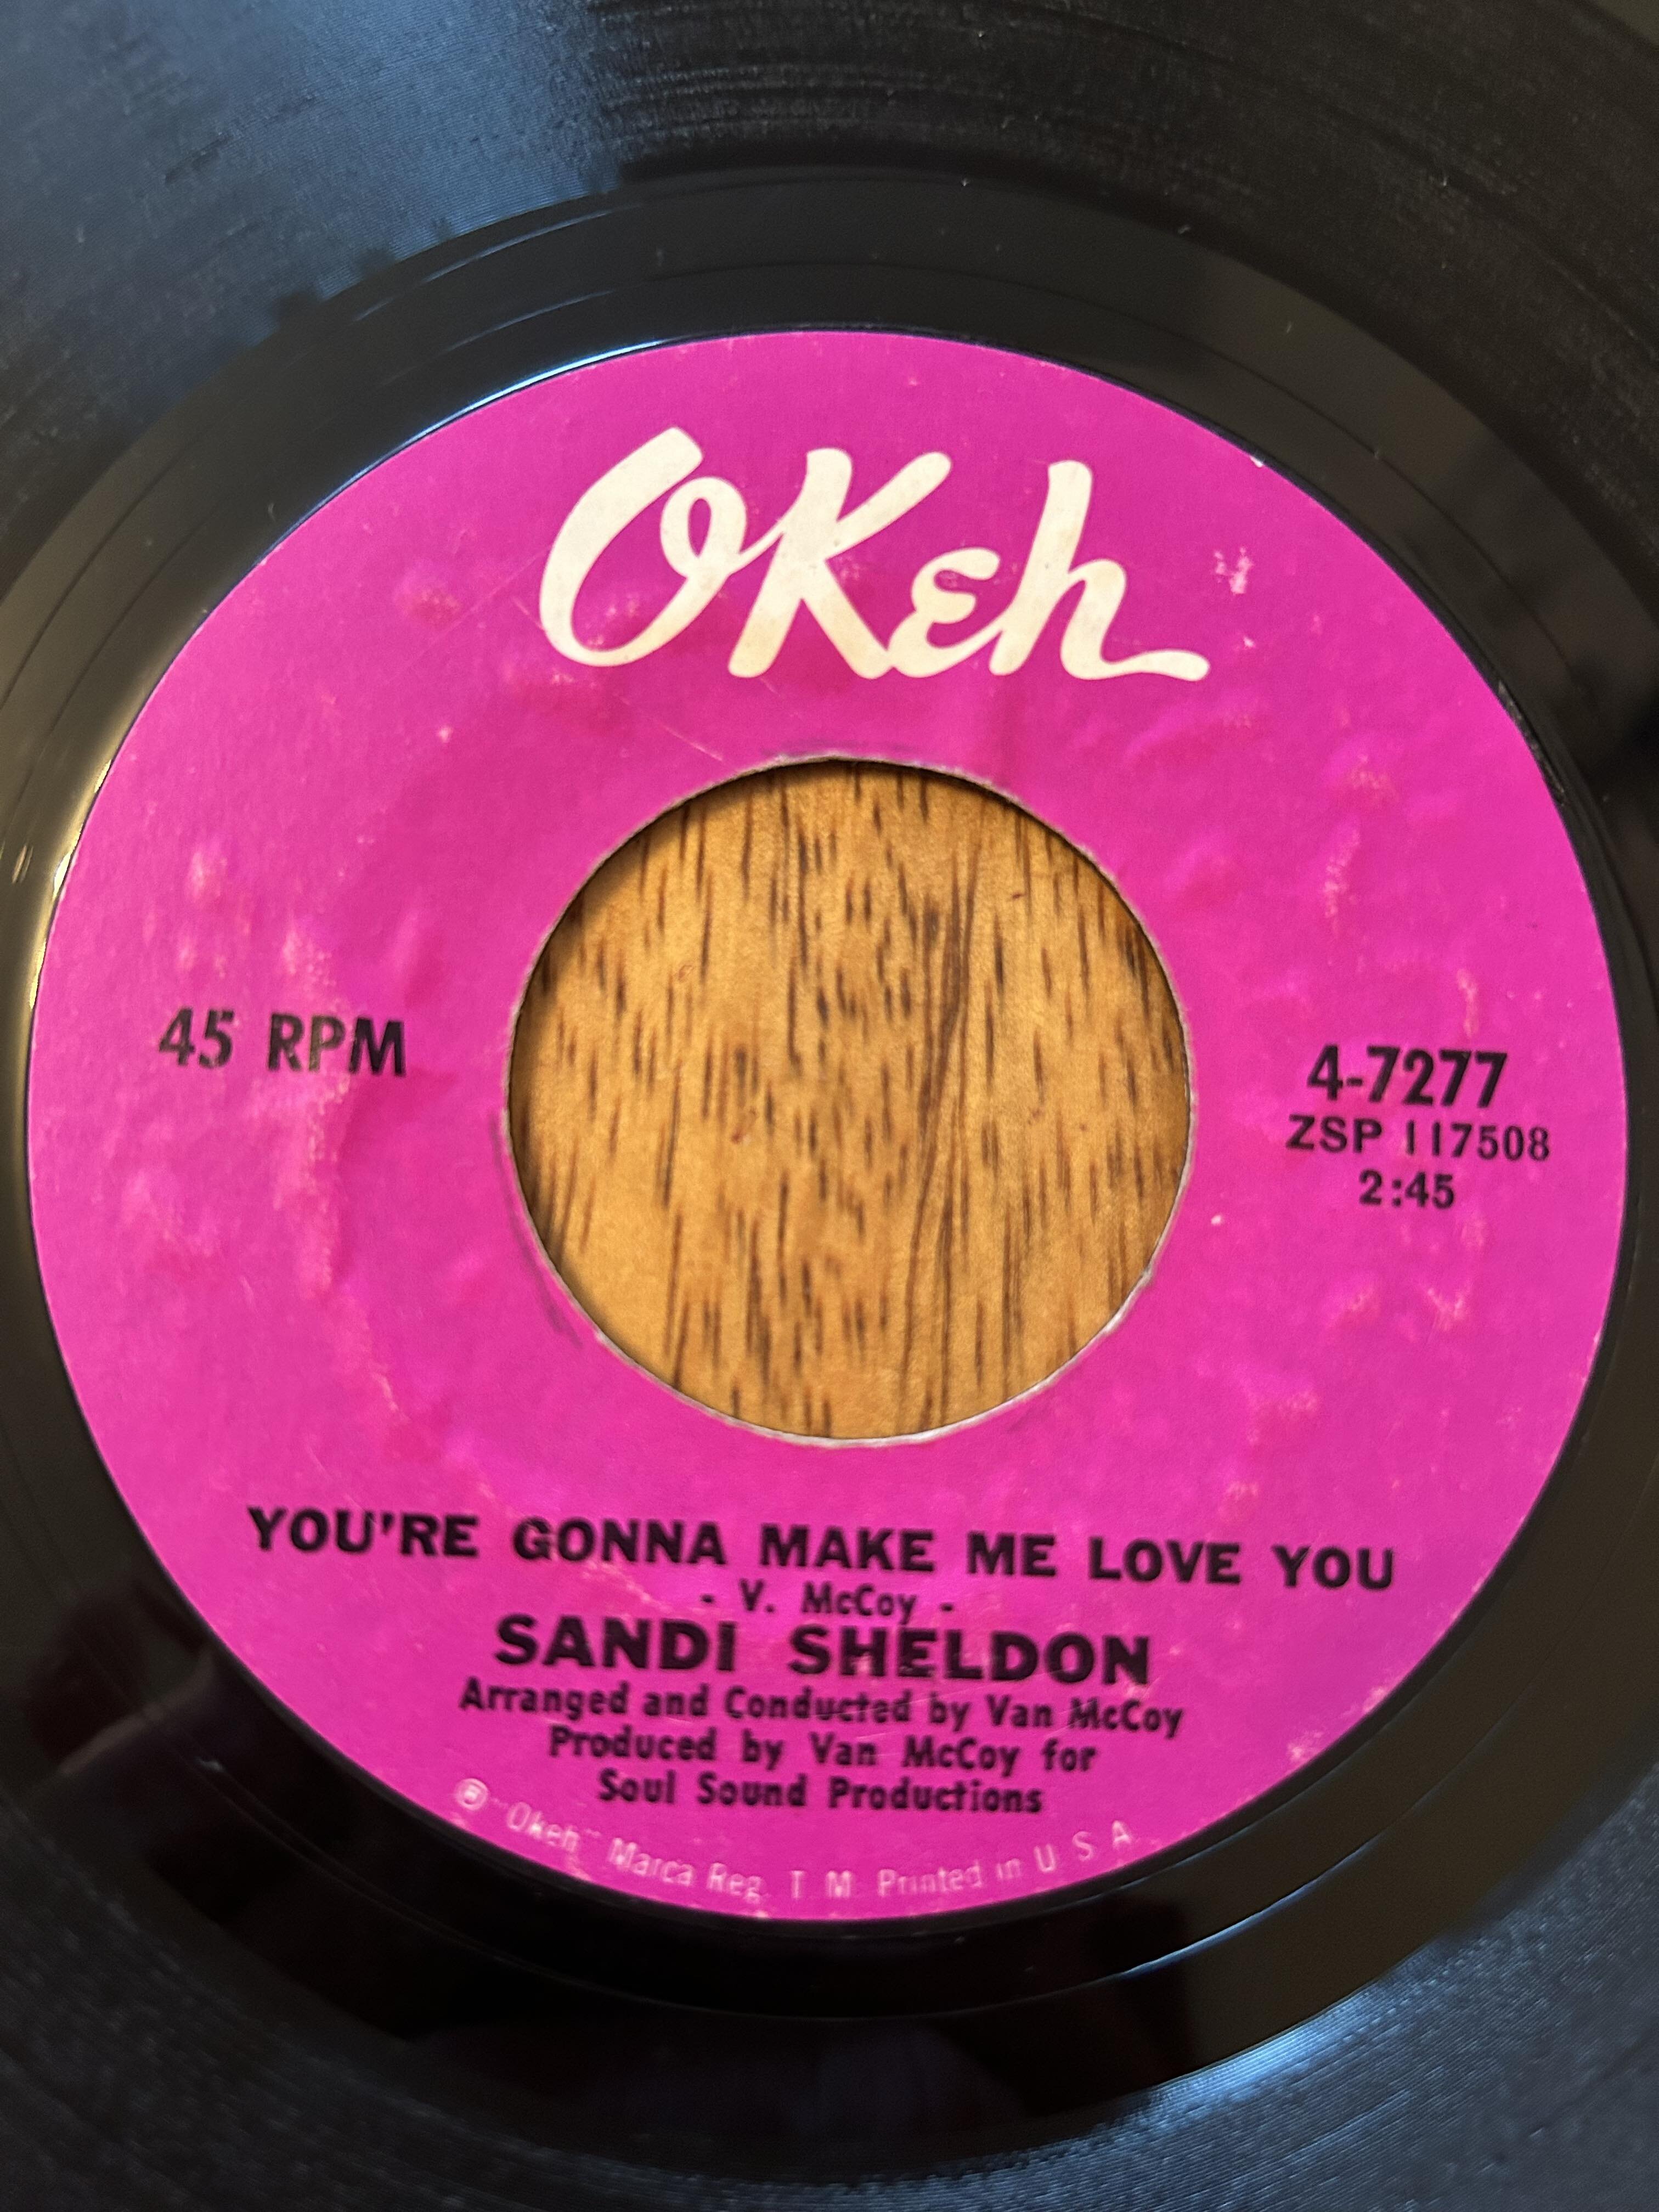 OKeh
45 RPM
4-7277
ZSP 117508
2:45
YOU'RE GONNA MAKE ME LOVE YOU
- V. McCoy -
SANDI SHELDON
Arranged and Conducted by Van McCoy
Produced by Van McCoy for
Soul Sound Productions
® "Okeh" Marca Reg. T M Printed in U S A